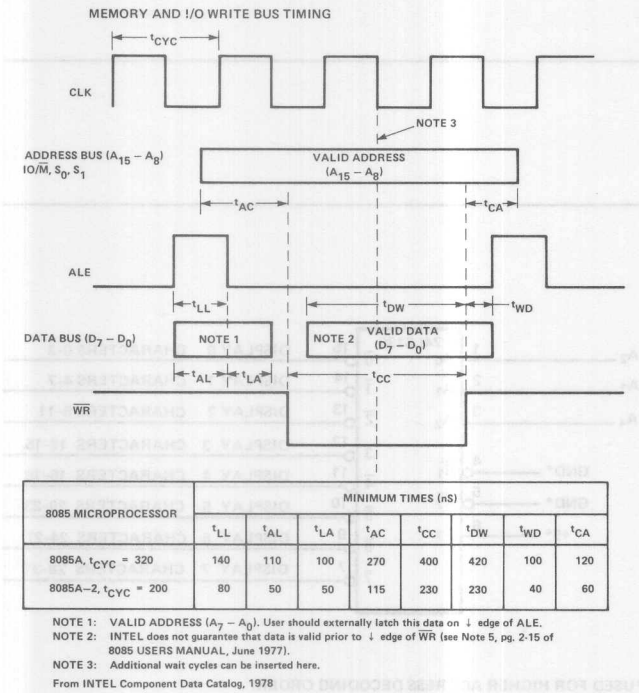 MEMORY AND I/O WRITE BUS TIMING
tCYC
CLK
NOTE 3
ADDRESS BUS (A15 – A8)
IO/M̅, S0, S1
VALID ADDRESS
(A15 – A8)
tAC
tCA
ALE
tLL
tDW
tWD
DATA BUS (D7 – D0)
NOTE 1
NOTE 2
VALID DATA
(D7 – D0)
tAL
tLA
tCC
W̅R̅
8085 MICROPROCESSOR
MINIMUM TIMES (nS)
tLL tAL tLA tAC tCC tDW tWD tCA
8085A, tCYC = 320 140 110 100 270 400 420 100 120
8085A–2, tCYC = 200 80 50 50 115 230 230 40 60
NOTE 1: VALID ADDRESS (A7 – A0). User should externally latch this data on ↓ edge of ALE.
NOTE 2: INTEL does not guarantee that data is valid prior to ↓ edge of W̅R̅ (see Note 5, pg. 2-15 of
8085 USERS MANUAL, June 1977).
NOTE 3: Additional wait cycles can be inserted here.
From INTEL Component Data Catalog, 1978